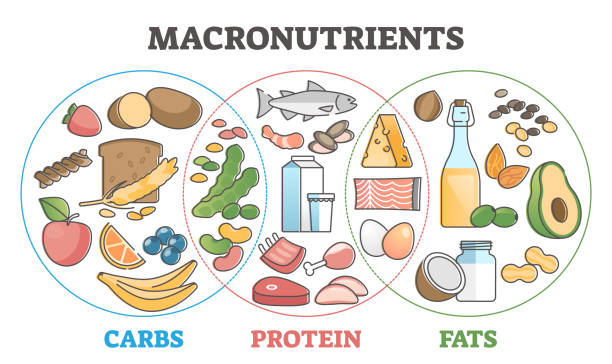 MACRONUTRIENTS
CARBS PROTEIN FATS